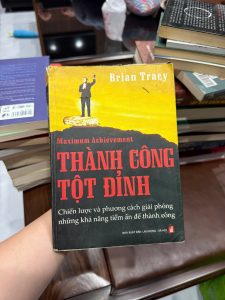 Brian Tracy
Maximum Achievement
THÀNH CÔNG
TỘT ĐỈNH
Chiến lược và phương cách giải phóng
những khả năng tiềm ẩn để thành công